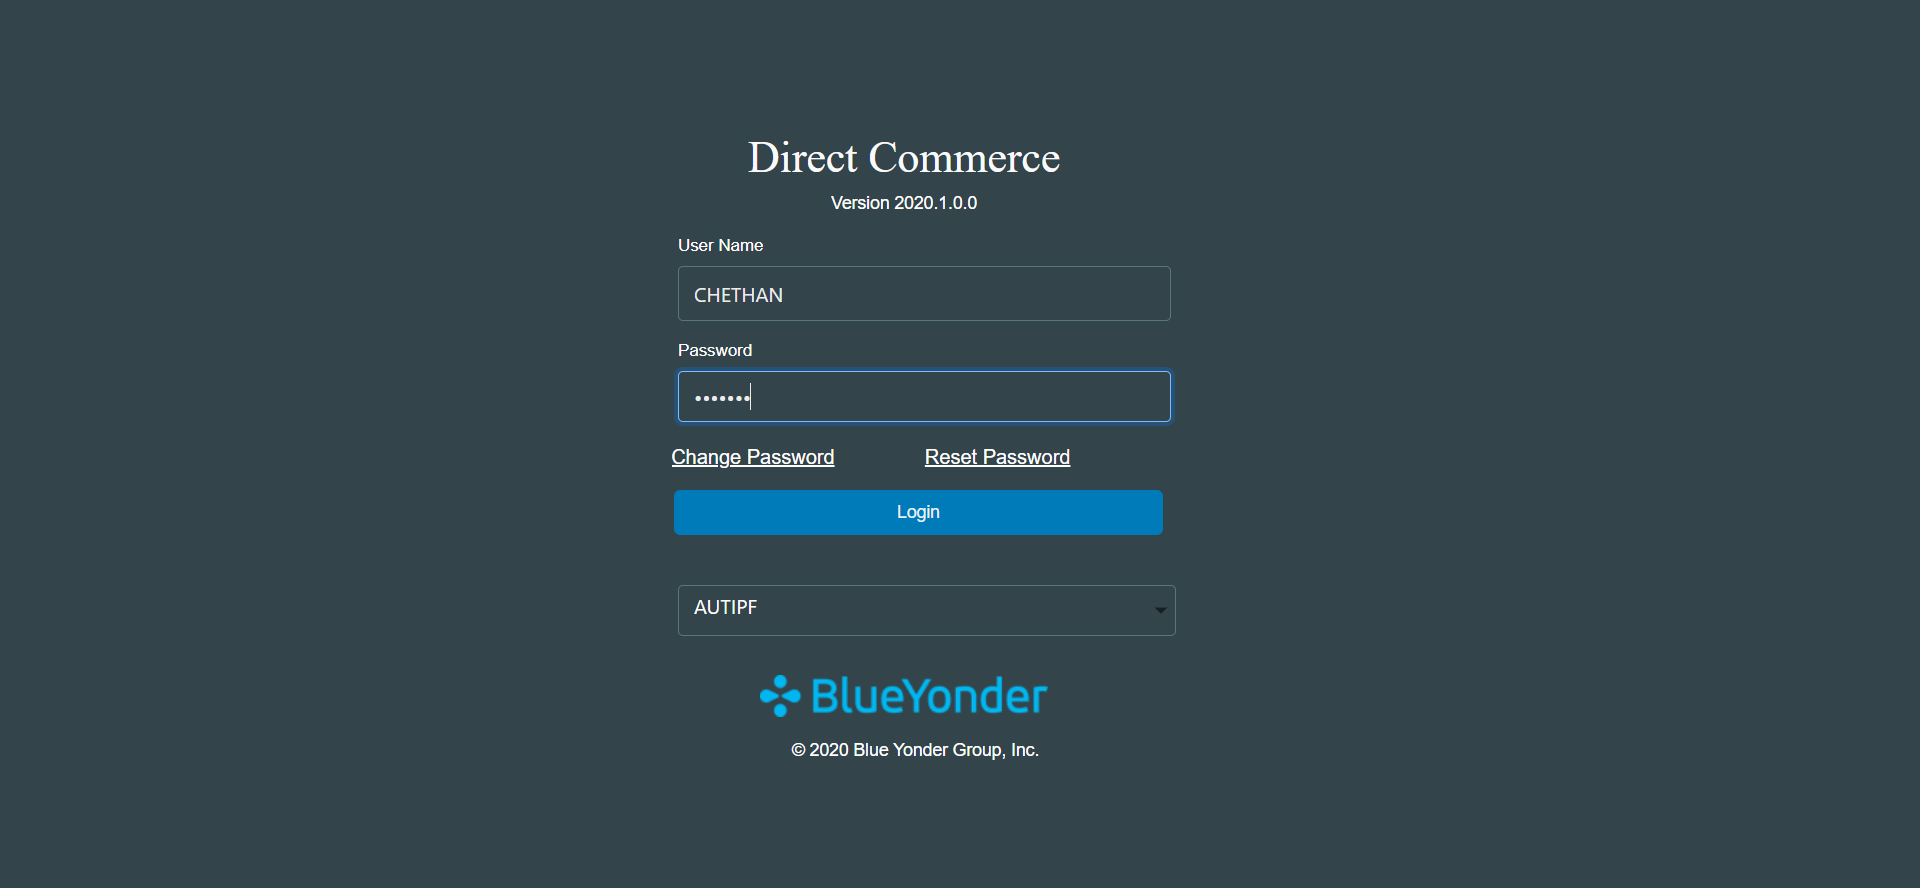 Direct Commerce
Version 2020.1.0.0
User Name
CHETHAN
Password
•••••••
Change Password Reset Password
Login
AUTIPF
BlueYonder
© 2020 Blue Yonder Group, Inc.